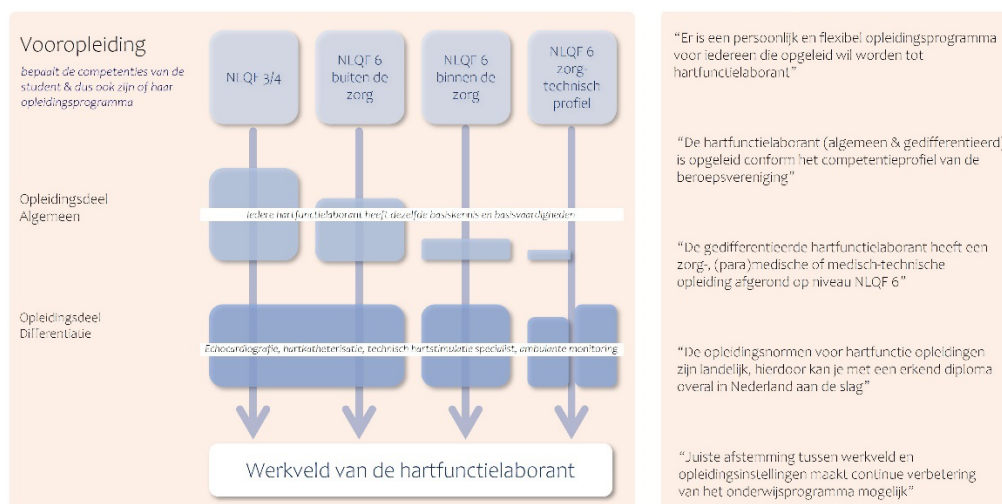 Vooropleiding
bepaalt de competenties van de
student & dus ook zijn of haar
opleidingsprogramma
NLQF 3/4
NLQF 6
buiten de
zorg
NLQF 6
binnen de
zorg
NLQF 6
zorg-
technisch
profiel
Opleidingsdeel
Algemeen
Iedere hartfunctielaborant heeft dezelfde basiskennis en basisvaardigheden
Opleidingsdeel
Differentiatie
Echocardiografie, hartkatheterisatie, technisch hartstimulatie specialist, ambulante monitoring
Werkveld van de hartfunctielaborant
“Er is een persoonlijk en flexibel opleidingsprogramma
voor iedereen die opgeleid wil worden tot
hartfunctielaborant”
“De hartfunctielaborant (algemeen & gedifferentieerd)
is opgeleid conform het competentieprofiel van de
beroepsvereniging”
“De gedifferentieerde hartfunctielaborant heeft een
zorg-, (para)medische of medisch-technische
opleiding afgerond op niveau NLQF 6”
“De opleidingsnormen voor hartfunctie opleidingen
zijn landelijk, hierdoor kan je met een erkend diploma
overal in Nederland aan de slag”
“Juiste afstemming tussen werkveld en
opleidingsinstellingen maakt continue verbetering
van het onderwijsprogramma mogelijk”